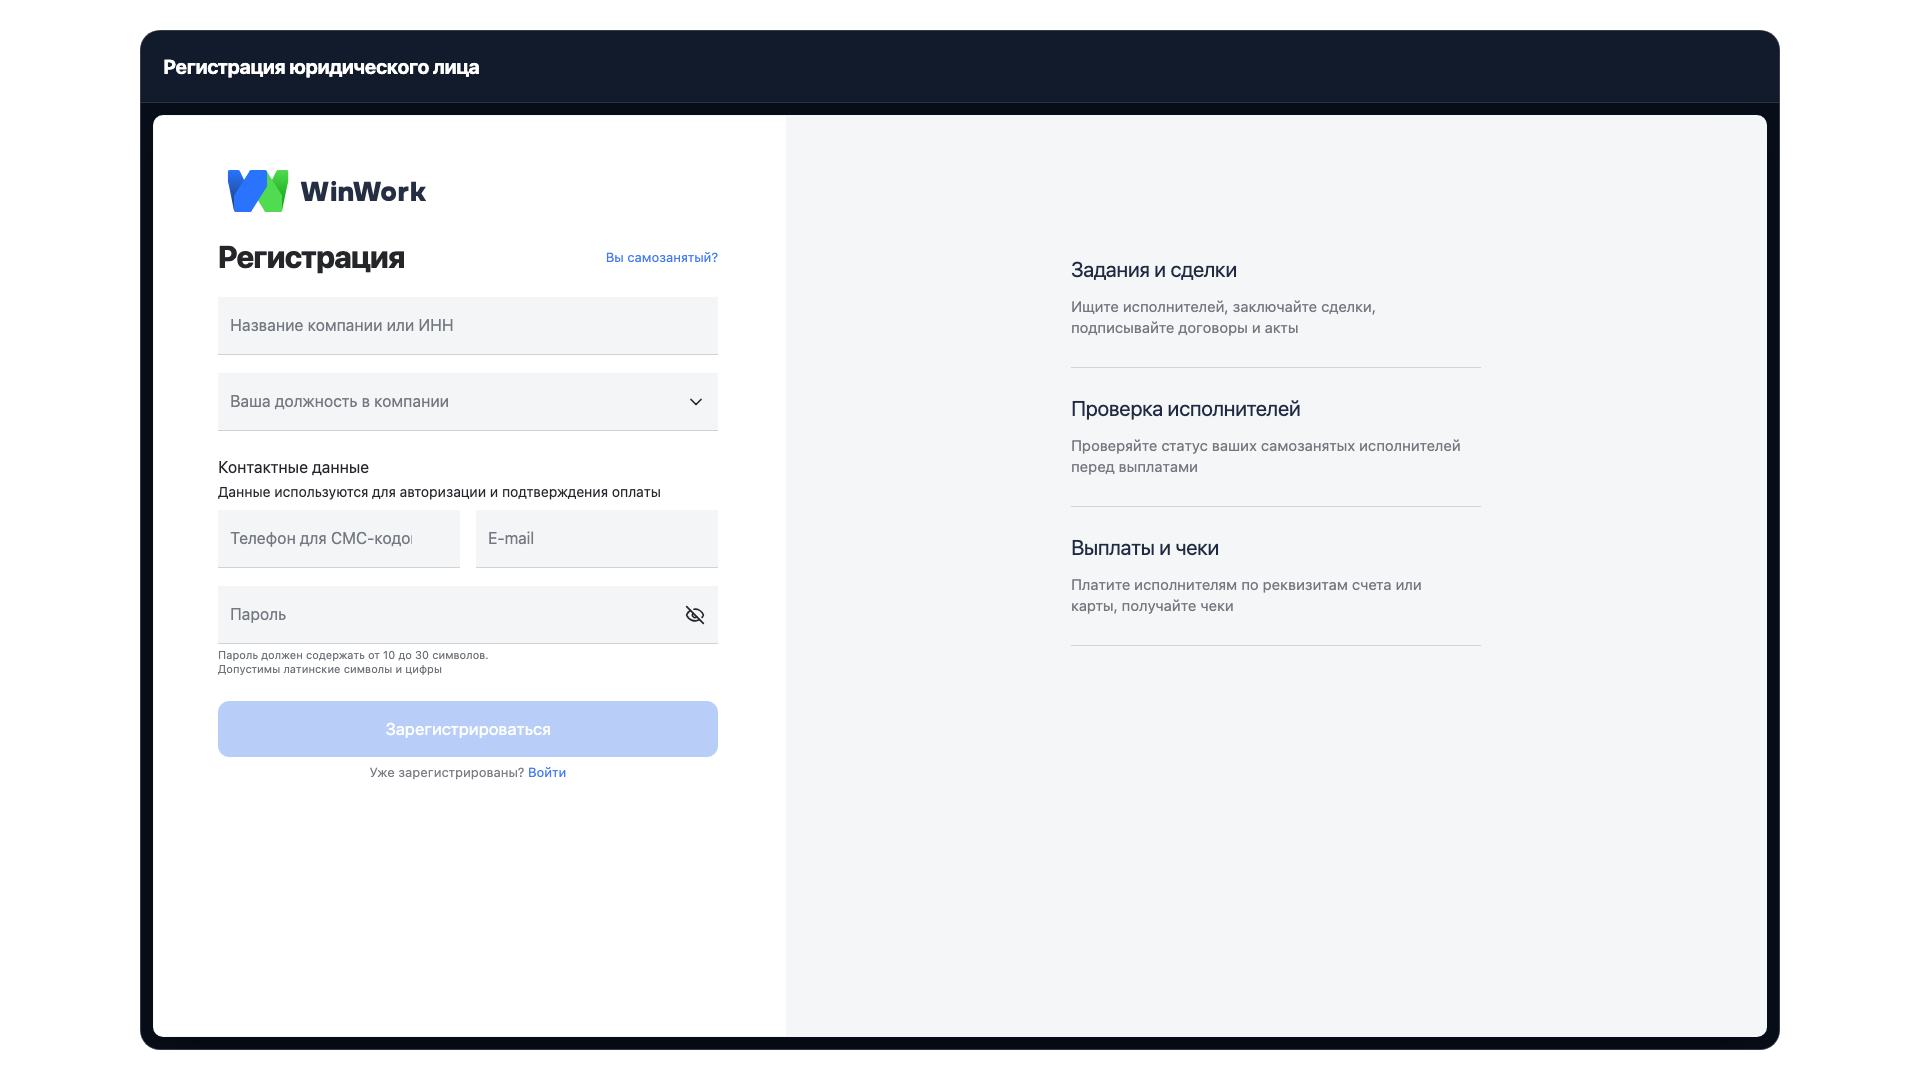 Регистрация юридического лица
WinWork
Регистрация
Вы самозанятый?
Название компании или ИНН
Ваша должность в компании
Контактные данные
Данные используются для авторизации и подтверждения оплаты
Телефон для СМС-кодо
E-mail
Пароль
Пароль должен содержать от 10 до 30 символов.
Допустимы латинские символы и цифры
Зарегистрироваться
Уже зарегистрированы? Войти
Задания и сделки
Ищите исполнителей, заключайте сделки,
подписывайте договоры и акты
Проверка исполнителей
Проверяйте статус ваших самозанятых исполнителей
перед выплатами
Выплаты и чеки
Платите исполнителям по реквизитам счета или
карты, получайте чеки